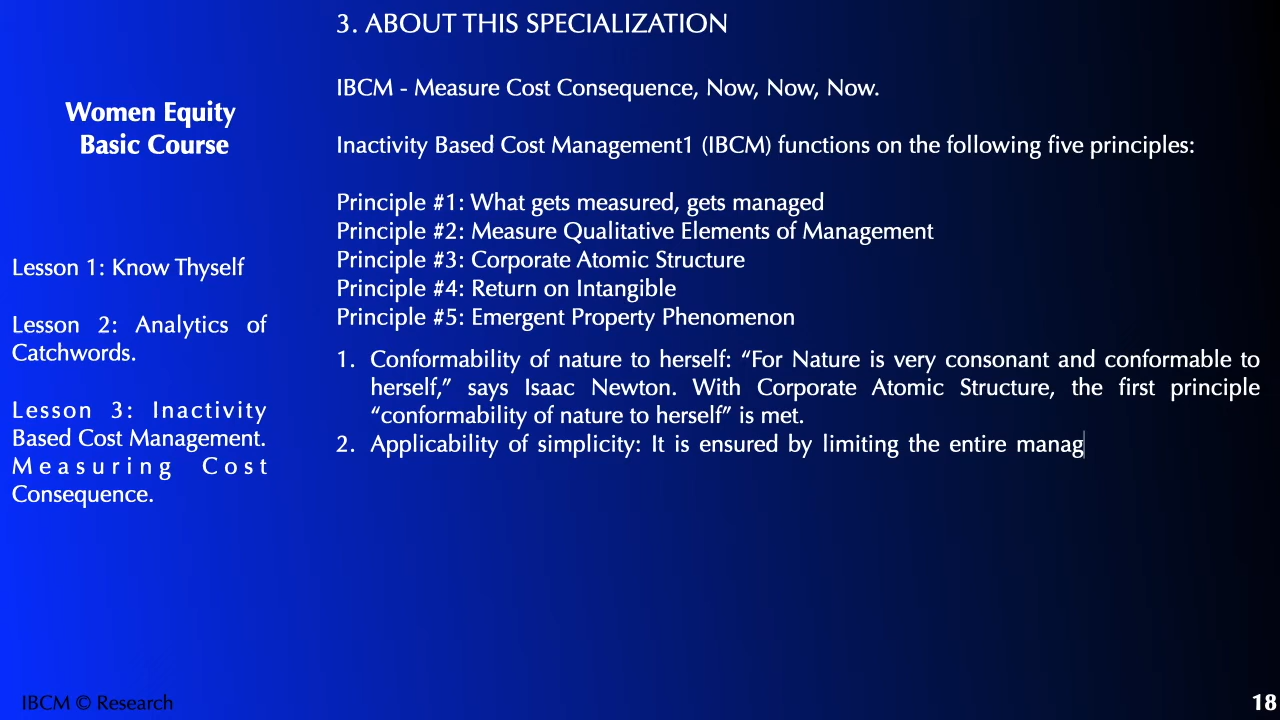 Women Equity
Basic Course
Lesson 1: Know Thyself
Lesson 2: Analytics of
Catchwords.
Lesson 3: Inactivity
Based Cost Management.
Measuring Cost
Consequence.
3. ABOUT THIS SPECIALIZATION
IBCM - Measure Cost Consequence, Now, Now, Now.
Inactivity Based Cost Management1 (IBCM) functions on the following five principles:
Principle #1: What gets measured, gets managed
Principle #2: Measure Qualitative Elements of Management
Principle #3: Corporate Atomic Structure
Principle #4: Return on Intangible
Principle #5: Emergent Property Phenomenon
1. Conformability of nature to herself: “For Nature is very consonant and conformable to
herself,” says Isaac Newton. With Corporate Atomic Structure, the first principle
“conformability of nature to herself” is met.
2. Applicability of simplicity: It is ensured by limiting the entire manag
IBCM © Research
18